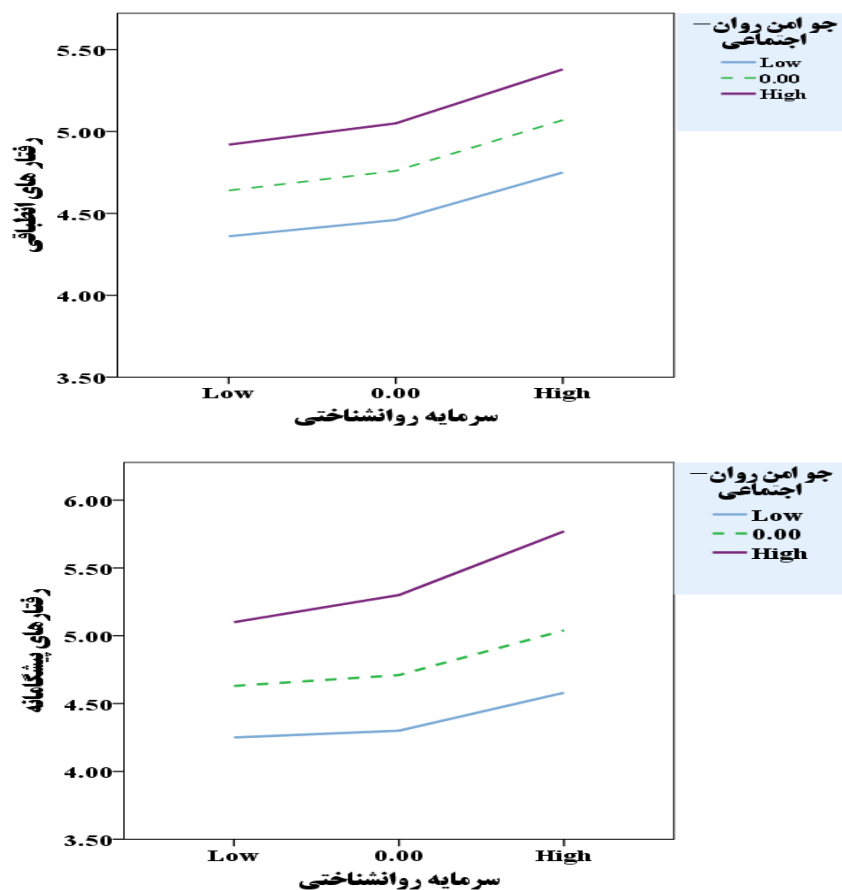 جو امن روان—
اجتماعی
Low
0.00
High
5.50
5.00
4.50
4.00
3.50
رفتار های انطباقی
Low 0.00 High
سرمایه روانشناختی
جو امن روان—
اجتماعی
Low
0.00
High
6.00
5.50
5.00
4.50
4.00
3.50
رفتارهای پیشگامانه
Low 0.00 High
سرمایه روانشناختی